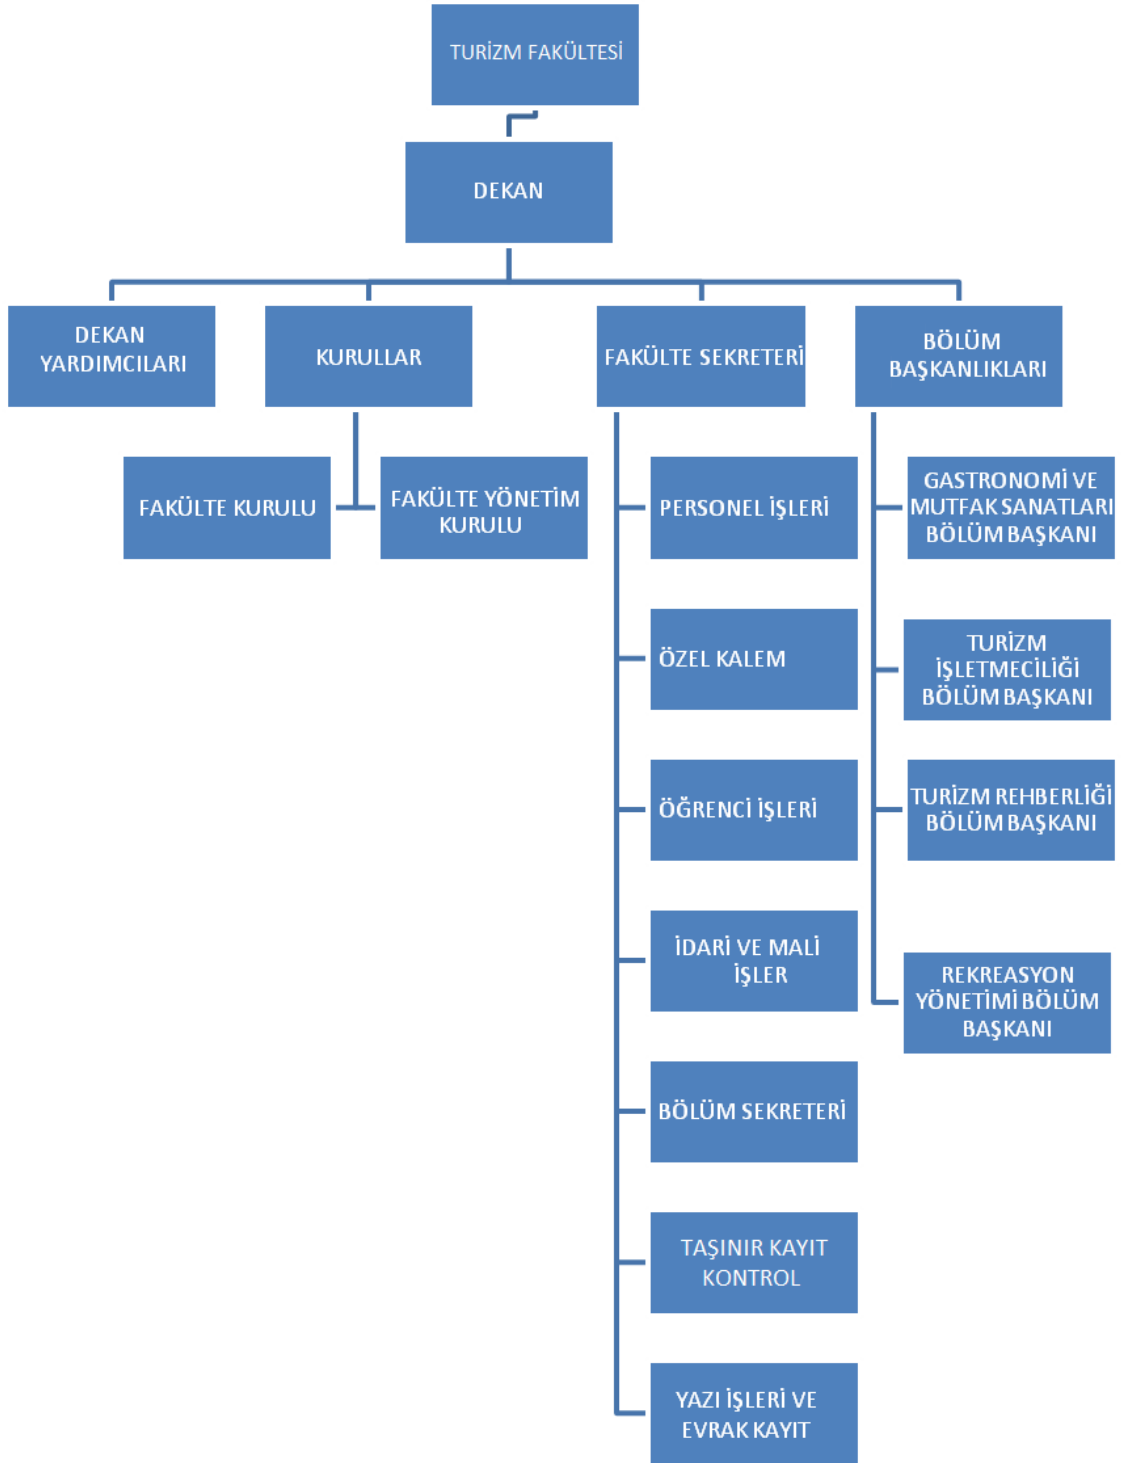 TURİZM FAKÜLTESİ
DEKAN
DEKAN
YARDIMCILARI
KURULLAR
FAKÜLTE SEKRETERİ
BÖLÜM
BAŞKANLIKLARI
FAKÜLTE KURULU
FAKÜLTE YÖNETİM
KURULU
PERSONEL İŞLERİ
ÖZEL KALEM
ÖĞRENCİ İŞLERİ
İDARİ VE MALİ
İŞLER
BÖLÜM SEKRETERİ
TAŞINIR KAYIT
KONTROL
YAZI İŞLERİ VE
EVRAK KAYIT
GASTRONOMİ VE
MUTFAK SANATLARI
BÖLÜM BAŞKANI
TURİZM
İŞLETMECİLİĞİ
BÖLÜM BAŞKANI
TURİZM REHBERLİĞİ
BÖLÜM BAŞKANI
REKREASYON
YÖNETİMİ BÖLÜM
BAŞKANI